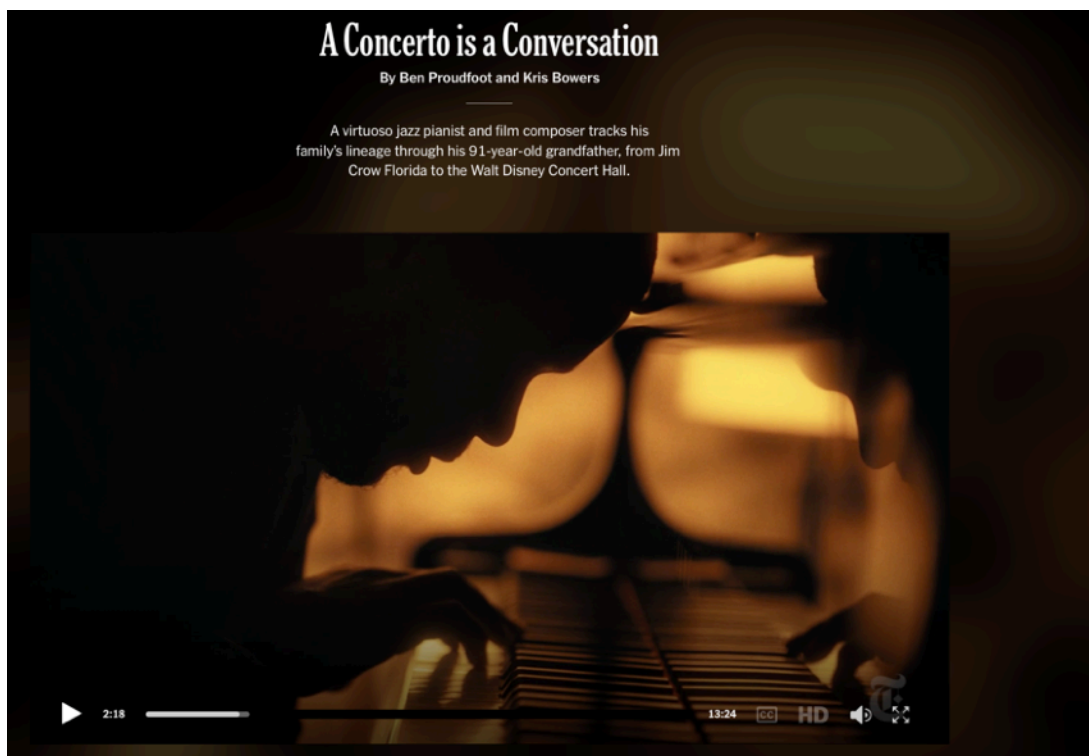 A Concerto is a Conversation
By Ben Proudfoot and Kris Bowers
A virtuoso jazz pianist and film composer tracks his
family’s lineage through his 91-year-old grandfather, from Jim
Crow Florida to the Walt Disney Concert Hall.
2:18
13:24
CC
HD
T